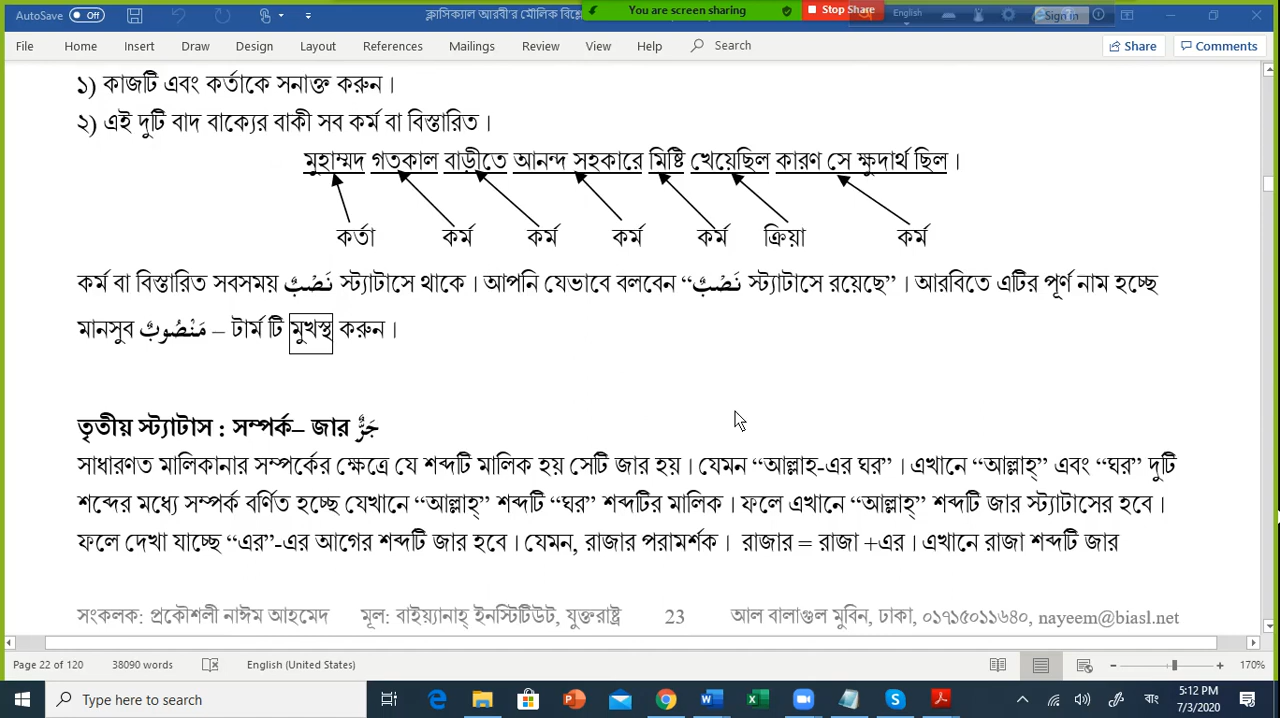 AutoSave Off ক্লাসিক্যাল আরবী'র মৌলিক বিশ্লে You are screen sharing Stop Share English Sign in
File Home Insert Draw Design Layout References Mailings Review View Help Search Share Comments
১) কাজটি এবং কর্তাকে সনাক্ত করুন।
২) এই দুটি বাদ বাক্যের বাকী সব কর্ম বা বিস্তারিত।
মুহাম্মদ গতকাল বাড়ীতে আনন্দ সহকারে মিষ্টি খেয়েছিল কারণ সে ক্ষুদার্থ ছিল।
কর্তা কর্ম কর্ম কর্ম কর্ম ক্রিয়া কর্ম
কর্ম বা বিস্তারিত সবসময় نَصْبٌ স্ট্যাটাসে থাকে। আপনি যেভাবে বলবেন “نَصْبٌ স্ট্যাটাসে রয়েছে”। আরবিতে এটির পূর্ণ নাম হচ্ছে
মানসুব مَنْصُوبٌ – টার্ম টি মুখস্থ করুন।
তৃতীয় স্ট্যাটাস : সম্পর্ক– জার جَرٌّ
সাধারণত মালিকানার সম্পর্কের ক্ষেত্রে যে শব্দটি মালিক হয় সেটি জার হয়। যেমন “আল্লাহ-এর ঘর”। এখানে “আল্লাহ্” এবং “ঘর” দুটি
শব্দের মধ্যে সম্পর্ক বর্ণিত হচ্ছে যেখানে “আল্লাহ্” শব্দটি “ঘর” শব্দটির মালিক। ফলে এখানে “আল্লাহ্” শব্দটি জার স্ট্যাটাসের হবে।
ফলে দেখা যাচ্ছে “এর”-এর আগের শব্দটি জার হবে। যেমন, রাজার পরামর্শক। রাজার = রাজা +এর। এখানে রাজা শব্দটি জার
সংকলক: প্রকৌশলী নাঈম আহমেদ মূল: বাইয়্যানাহ্ ইনস্টিটিউট, যুক্তরাষ্ট্র 23 আল বালাগুল মুবিন, ঢাকা, ০১৭১৫০১১৬৪০, nayeem@biasl.net
Page 22 of 120 38090 words English (United States) 170%
Type here to search বাং 5:12 PM
7/3/2020